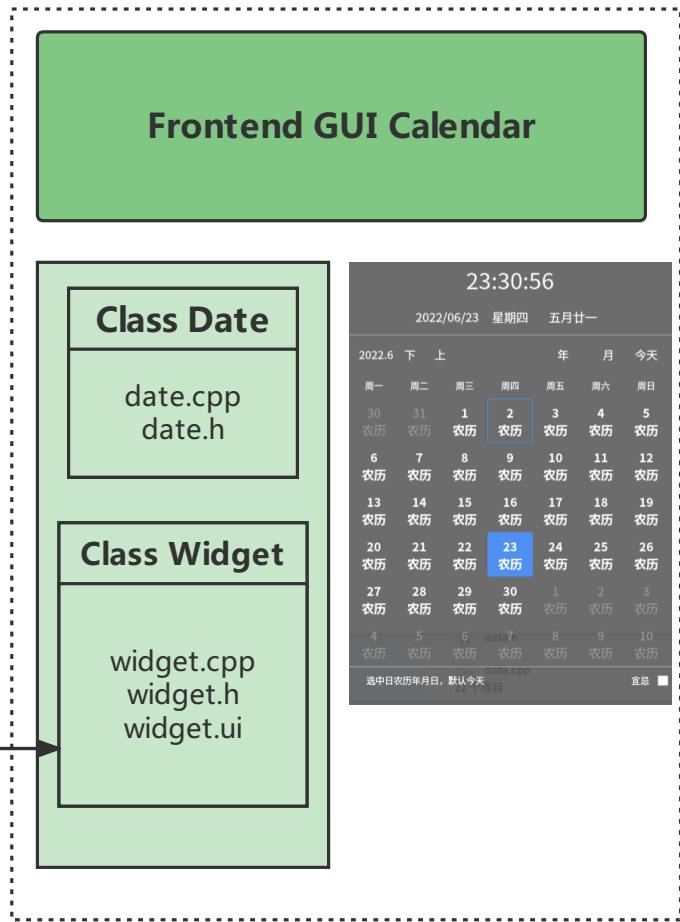 Frontend GUI Calendar
Class Date
date.cpp
date.h
Class Widget
widget.cpp
widget.h
widget.ui
23:30:56
2022/06/23 星期四 五月廿一
2022.6 下 上 年 月 今天
周一 周二 周三 周四 周五 周六 周日
30 31 1 2 3 4 5
农历 农历 农历 农历 农历 农历 农历
6 7 8 9 10 11 12
农历 农历 农历 农历 农历 农历 农历
13 14 15 16 17 18 19
农历 农历 农历 农历 农历 农历 农历
20 21 22 23 24 25 26
农历 农历 农历 农历 农历 农历 农历
27 28 29 30 1 2 3
农历 农历 农历 农历 农历 农历 农历
4 5 6 7 8 9 10
data.h
农历 农历 农历 农历 农历 农历 农历
data.cpp
选中日农历年月日，默认今天 宜忌
22 个项目